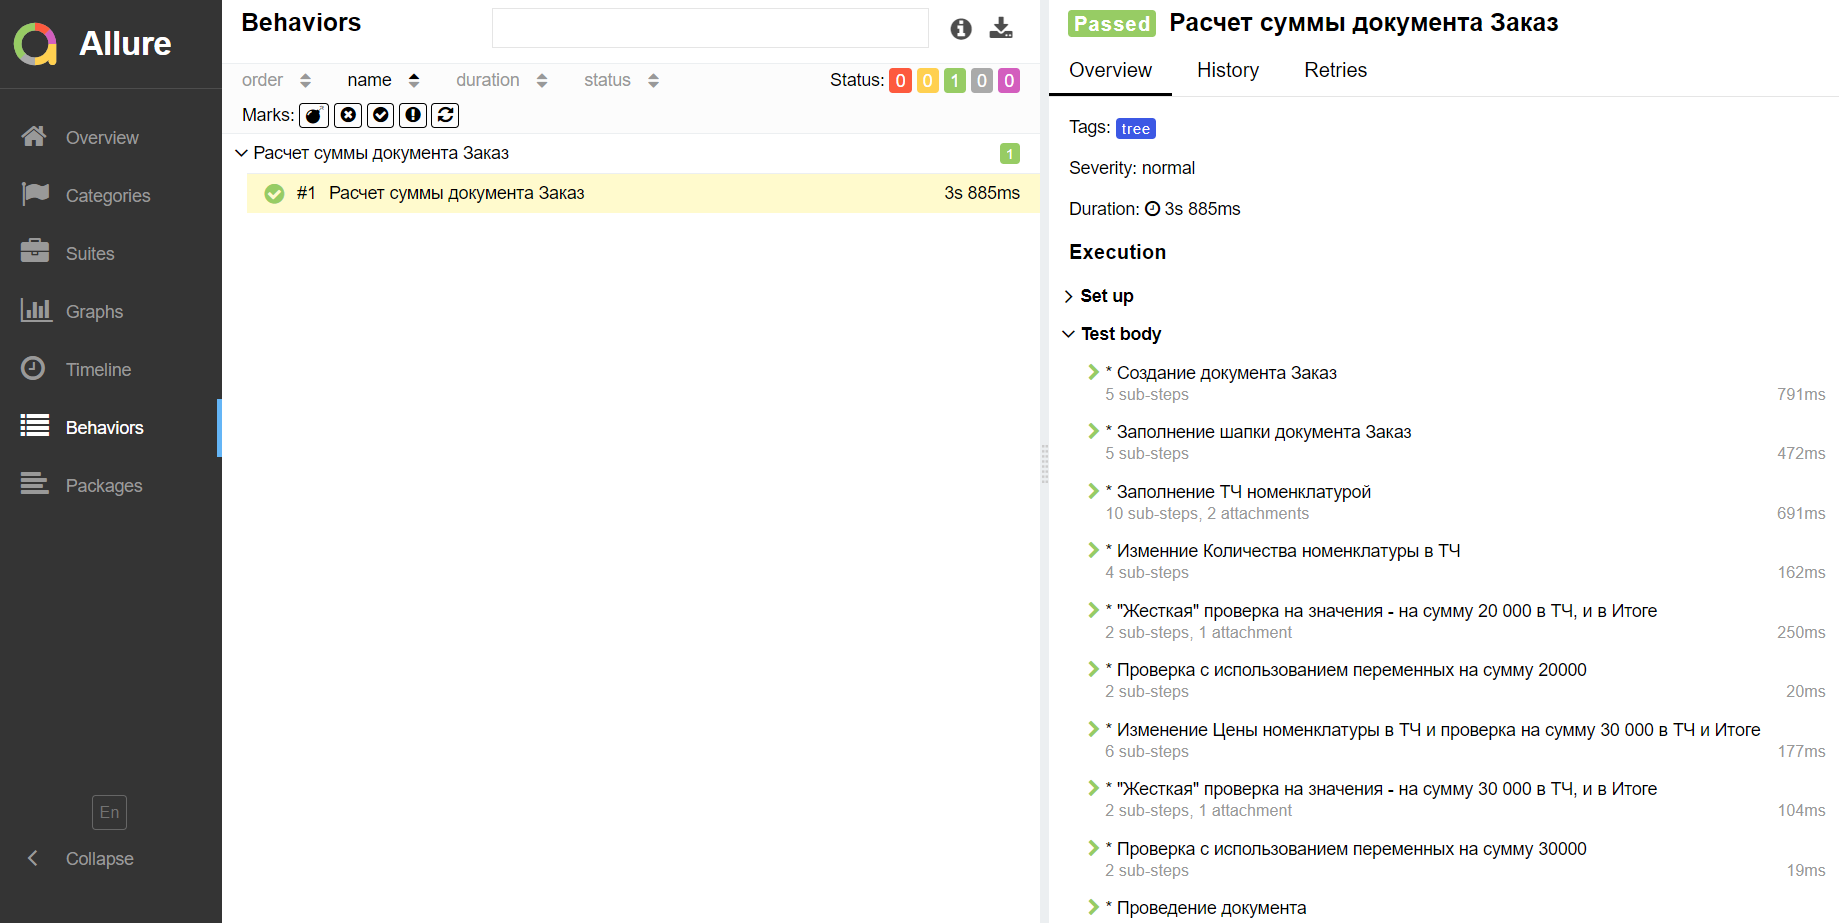 Allure
Overview
Categories
Suites
Graphs
Timeline
Behaviors
Packages
En
Collapse
Behaviors
order name duration status Status: 0 0 1 0 0
Marks:
Расчет суммы документа Заказ 1
#1 Расчет суммы документа Заказ 3s 885ms
Passed Расчет суммы документа Заказ
Overview History Retries
Tags: tree
Severity: normal
Duration: 3s 885ms
Execution
Set up
Test body
* Создание документа Заказ
5 sub-steps 791ms
* Заполнение шапки документа Заказ
5 sub-steps 472ms
* Заполнение ТЧ номенклатурой
10 sub-steps, 2 attachments 691ms
* Изменние Количества номенклатуры в ТЧ
4 sub-steps 162ms
* "Жесткая" проверка на значения - на сумму 20 000 в ТЧ, и в Итоге
2 sub-steps, 1 attachment 250ms
* Проверка с использованием переменных на сумму 20000
2 sub-steps 20ms
* Изменение Цены номенклатуры в ТЧ и проверка на сумму 30 000 в ТЧ и Итоге
6 sub-steps 177ms
* "Жесткая" проверка на значения - на сумму 30 000 в ТЧ, и в Итоге
2 sub-steps, 1 attachment 104ms
* Проверка с использованием переменных на сумму 30000
2 sub-steps 19ms
* Проведение документа